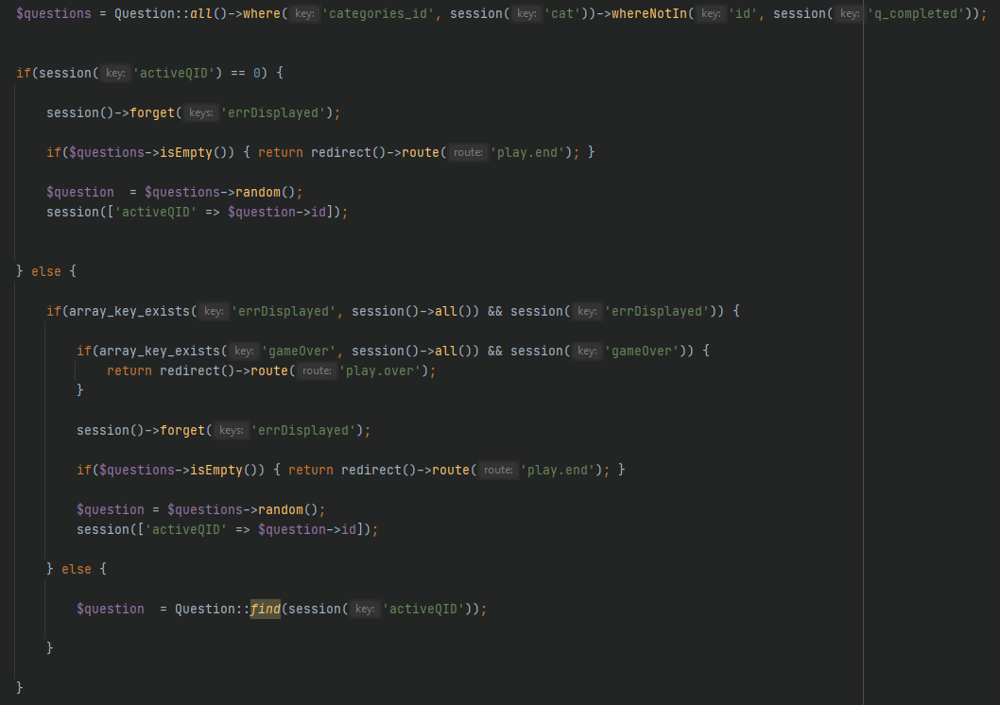 $questions = Question::all()->where( key: 'categories_id', session( key: 'cat'))->whereNotIn( key: 'id', session( key: 'q_completed'));
if(session( key: 'activeQID') == 0) {
session()->forget( keys: 'errDisplayed');
if($questions->isEmpty()) { return redirect()->route( route: 'play.end'); }
$question  = $questions->random();
session(['activeQID' => $question->id]);
} else {
if(array_key_exists( key: 'errDisplayed', session()->all()) && session( key: 'errDisplayed')) {
if(array_key_exists( key: 'gameOver', session()->all()) && session( key: 'gameOver')) {
return redirect()->route( route: 'play.over');
}
session()->forget( keys: 'errDisplayed');
if($questions->isEmpty()) { return redirect()->route( route: 'play.end'); }
$question = $questions->random();
session(['activeQID' => $question->id]);
} else {
$question  = Question::find(session( key: 'activeQID'));
}
}